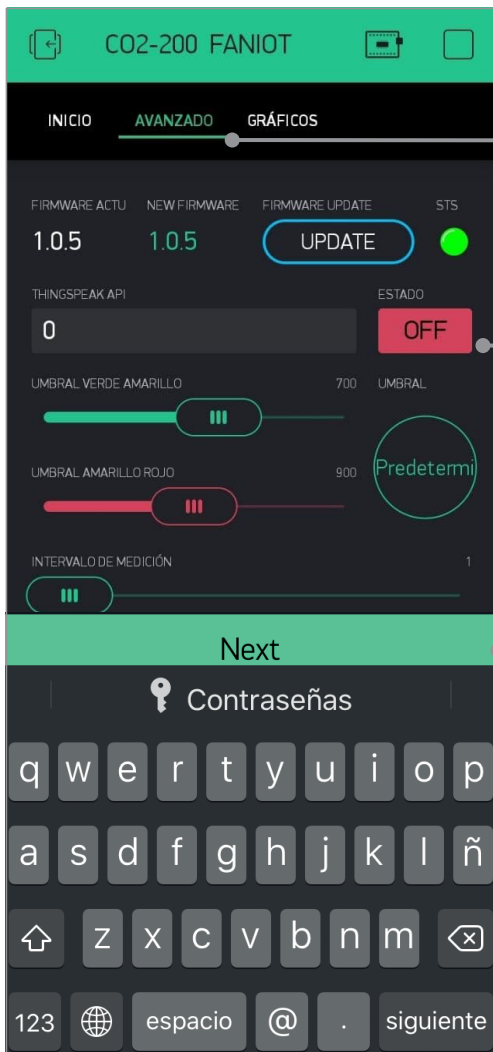 CO2-200 FANIOT
INICIO AVANZADO GRÁFICOS
FIRMWARE ACTU NEW FIRMWARE FIRMWARE UPDATE STS
1.0.5 1.0.5 UPDATE
THINGSPEAK API ESTADO
0 OFF
UMBRAL VERDE AMARILLO 700 UMBRAL
Predetermi
UMBRAL AMARILLO ROJO 900
INTERVALO DE MEDICIÓN 1
Next
Contraseñas
q w e r t y u i o p
a s d f g h j k l ñ
z x c v b n m
123 espacio @ . siguiente